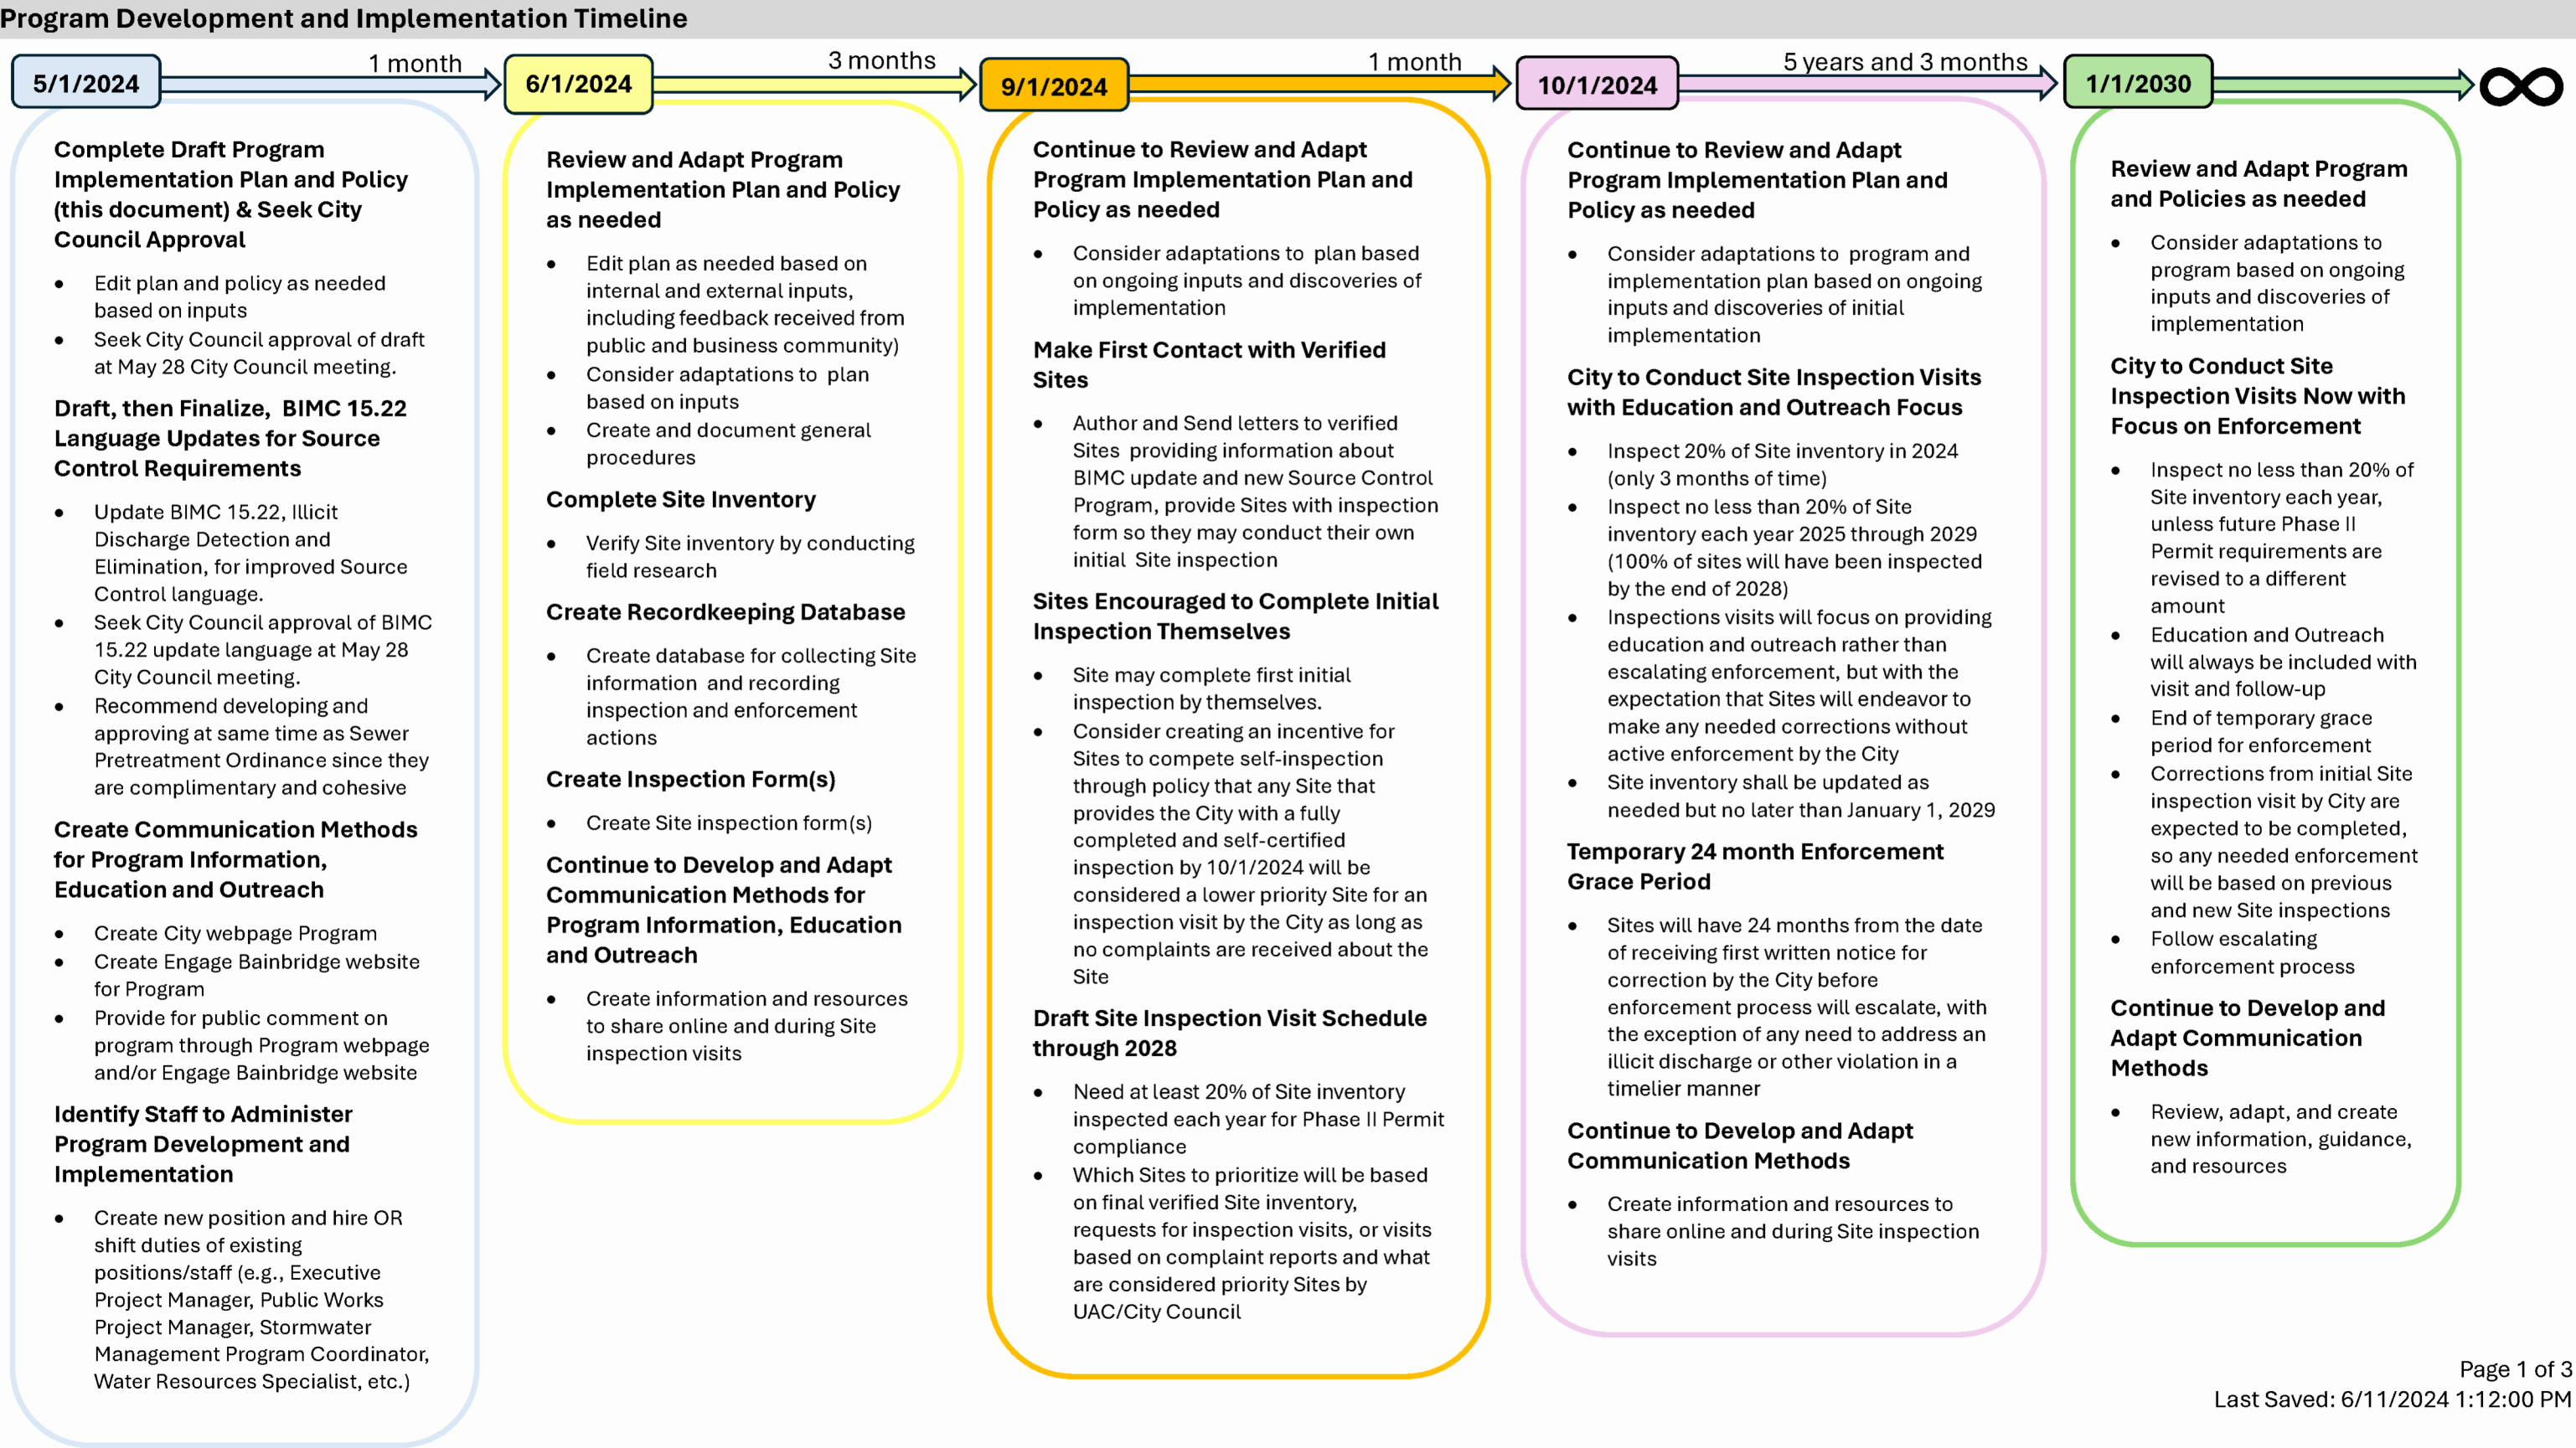 Program Development and Implementation Timeline
5/1/2024
1 month
6/1/2024
3 months
9/1/2024
1 month
10/1/2024
5 years and 3 months
1/1/2030
Complete Draft Program
Implementation Plan and Policy
(this document) & Seek City
Council Approval
• Edit plan and policy as needed
based on inputs
• Seek City Council approval of draft
at May 28 City Council meeting.
Draft, then Finalize, BIMC 15.22
Language Updates for Source
Control Requirements
• Update BIMC 15.22, Illicit
Discharge Detection and
Elimination, for improved Source
Control language.
• Seek City Council approval of BIMC
15.22 update language at May 28
City Council meeting.
• Recommend developing and
approving at same time as Sewer
Pretreatment Ordinance since they
are complimentary and cohesive
Create Communication Methods
for Program Information,
Education and Outreach
• Create City webpage Program
• Create Engage Bainbridge website
for Program
• Provide for public comment on
program through Program webpage
and/or Engage Bainbridge website
Identify Staff to Administer
Program Development and
Implementation
• Create new position and hire OR
shift duties of existing
positions/staff (e.g., Executive
Project Manager, Public Works
Project Manager, Stormwater
Management Program Coordinator,
Water Resources Specialist, etc.)
Review and Adapt Program
Implementation Plan and Policy
as needed
• Edit plan as needed based on
internal and external inputs,
including feedback received from
public and business community)
• Consider adaptations to plan
based on inputs
• Create and document general
procedures
Complete Site Inventory
• Verify Site inventory by conducting
field research
Create Recordkeeping Database
• Create database for collecting Site
information and recording
inspection and enforcement
actions
Create Inspection Form(s)
• Create Site inspection form(s)
Continue to Develop and Adapt
Communication Methods for
Program Information, Education
and Outreach
• Create information and resources
to share online and during Site
inspection visits
Continue to Review and Adapt
Program Implementation Plan and
Policy as needed
• Consider adaptations to plan based
on ongoing inputs and discoveries of
implementation
Make First Contact with Verified
Sites
• Author and Send letters to verified
Sites providing information about
BIMC update and new Source Control
Program, provide Sites with inspection
form so they may conduct their own
initial Site inspection
Sites Encouraged to Complete Initial
Inspection Themselves
• Site may complete first initial
inspection by themselves.
• Consider creating an incentive for
Sites to compete self-inspection
through policy that any Site that
provides the City with a fully
completed and self-certified
inspection by 10/1/2024 will be
considered a lower priority Site for an
inspection visit by the City as long as
no complaints are received about the
Site
Draft Site Inspection Visit Schedule
through 2028
• Need at least 20% of Site inventory
inspected each year for Phase II Permit
compliance
• Which Sites to prioritize will be based
on final verified Site inventory,
requests for inspection visits, or visits
based on complaint reports and what
are considered priority Sites by
UAC/City Council
Continue to Review and Adapt
Program Implementation Plan and
Policy as needed
• Consider adaptations to program and
implementation plan based on ongoing
inputs and discoveries of initial
implementation
City to Conduct Site Inspection Visits
with Education and Outreach Focus
• Inspect 20% of Site inventory in 2024
(only 3 months of time)
• Inspect no less than 20% of Site
inventory each year 2025 through 2029
(100% of sites will have been inspected
by the end of 2028)
• Inspections visits will focus on providing
education and outreach rather than
escalating enforcement, but with the
expectation that Sites will endeavor to
make any needed corrections without
active enforcement by the City
• Site inventory shall be updated as
needed but no later than January 1, 2029
Temporary 24 month Enforcement
Grace Period
• Sites will have 24 months from the date
of receiving first written notice for
correction by the City before
enforcement process will escalate, with
the exception of any need to address an
illicit discharge or other violation in a
timelier manner
Continue to Develop and Adapt
Communication Methods
• Create information and resources to
share online and during Site inspection
visits
Review and Adapt Program
and Policies as needed
• Consider adaptations to
program based on ongoing
inputs and discoveries of
implementation
City to Conduct Site
Inspection Visits Now with
Focus on Enforcement
• Inspect no less than 20% of
Site inventory each year,
unless future Phase II
Permit requirements are
revised to a different
amount
• Education and Outreach
will always be included with
visit and follow-up
• End of temporary grace
period for enforcement
• Corrections from initial Site
inspection visit by City are
expected to be completed,
so any needed enforcement
will be based on previous
and new Site inspections
• Follow escalating
enforcement process
Continue to Develop and
Adapt Communication
Methods
• Review, adapt, and create
new information, guidance,
and resources
Page 1 of 3
Last Saved: 6/11/2024 1:12:00 PM